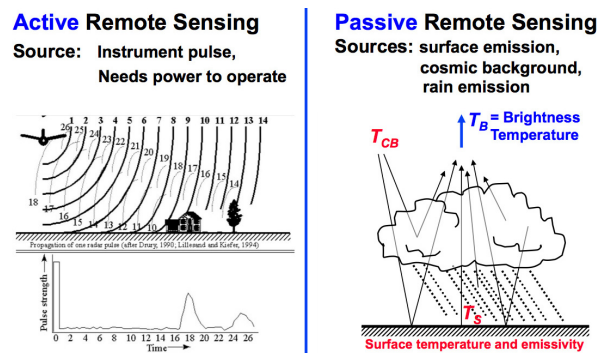 Active Remote Sensing
Source: Instrument pulse,
Needs power to operate
1 2 3 4 5 6 7 8 9 10 11 12 13 14
26 25 24 23 22 21 20 19 18 17 16 15 14
18 17 16 15 14 13 12 11 10
Propagation of one radar pulse (after Drury, 1990; Lillesand and Kiefer, 1994)
Pulse strength
0 2 4 6 8 10 12 14 16 18 20 22 24 26
Time
Passive Remote Sensing
Sources: surface emission,
cosmic background,
rain emission
TCB
TB = Brightness
Temperature
TS
Surface temperature and emissivity